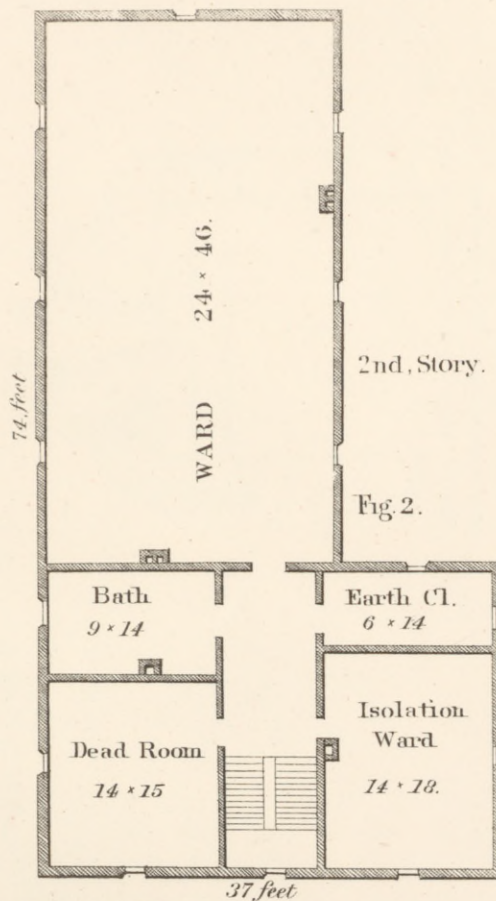 WARD 24 × 46.
2nd, Story.
74 feet
Fig. 2.
Bath
9 × 14
Earth Cl.
6 × 14
Isolation
Ward
14 × 18.
Dead Room
14 × 15
37 feet